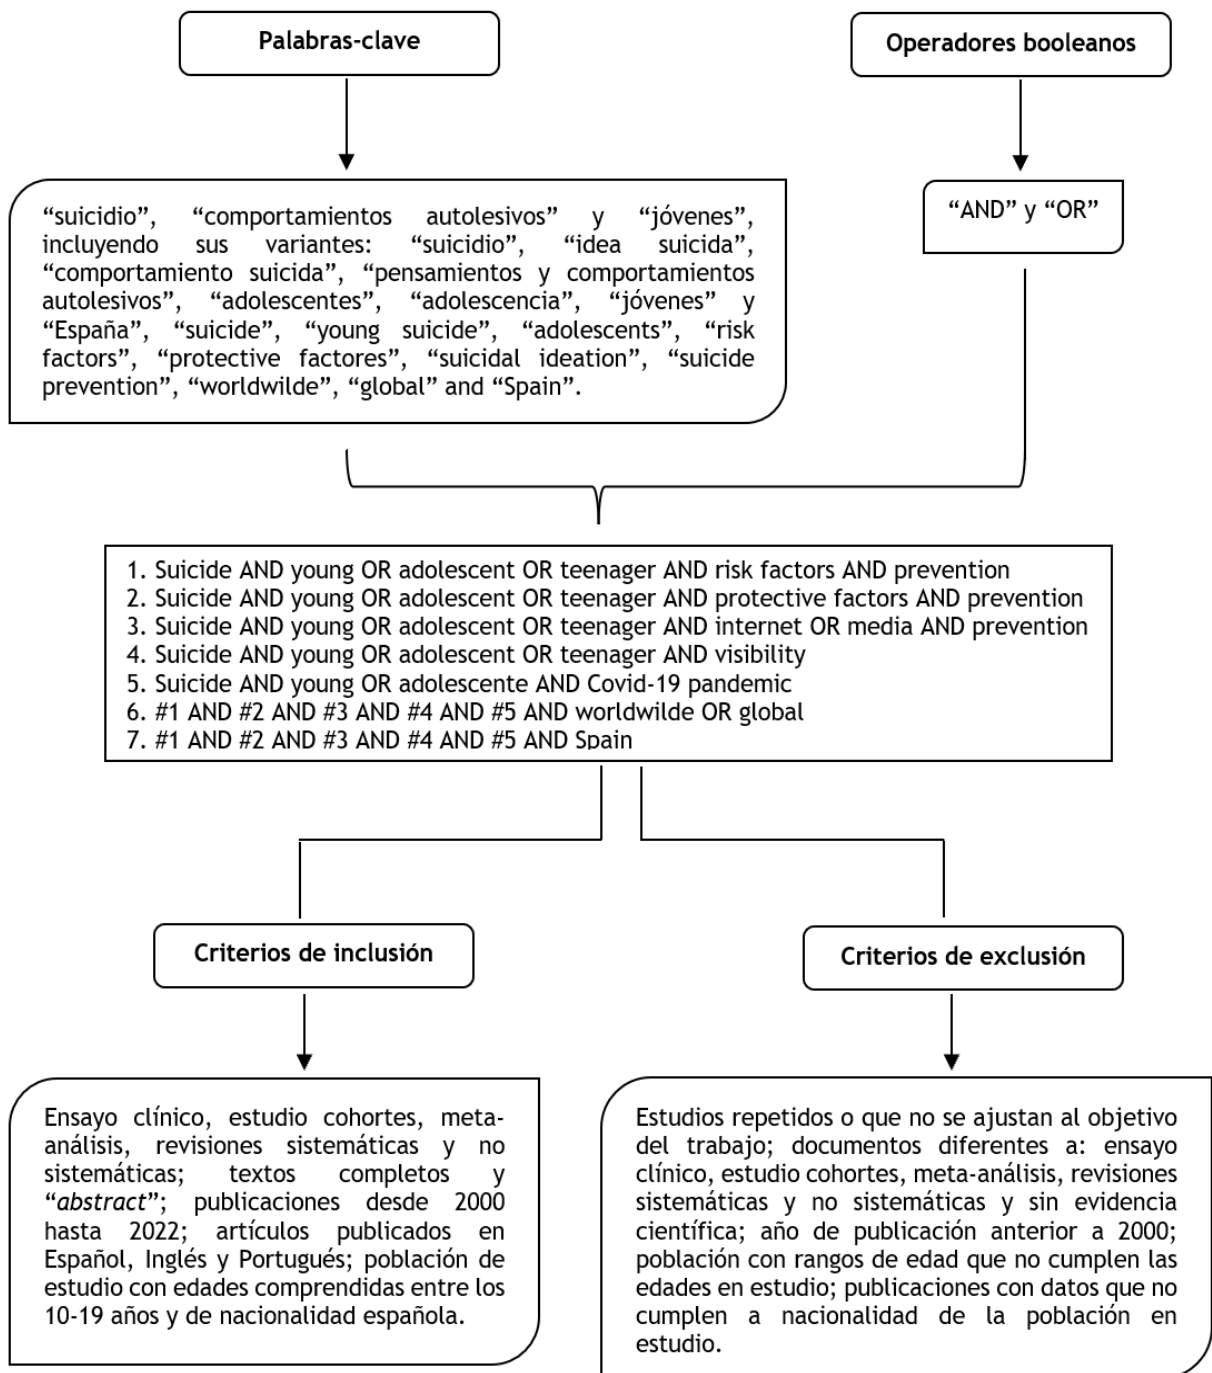 Palabras-clave
Operadores booleanos
“suicidio”, “comportamientos autolesivos” y “jóvenes”,
incluyendo sus variantes: “suicidio”, “idea suicida”,
“comportamiento suicida”, “pensamientos y comportamientos
autolesivos”, “adolescentes”, “adolescencia”, “jóvenes” y
“España”, “suicide”, “young suicide”, “adolescents”, “risk
factors”, “protective factores”, “suicidal ideation”, “suicide
prevention”, “worldwilde”, “global” and “Spain”.
“AND” y “OR”
1. Suicide AND young OR adolescent OR teenager AND risk factors AND prevention
2. Suicide AND young OR adolescent OR teenager AND protective factors AND prevention
3. Suicide AND young OR adolescent OR teenager AND internet OR media AND prevention
4. Suicide AND young OR adolescent OR teenager AND visibility
5. Suicide AND young OR adolescente AND Covid-19 pandemic
6. #1 AND #2 AND #3 AND #4 AND #5 AND worldwilde OR global
7. #1 AND #2 AND #3 AND #4 AND #5 AND Spain
Criterios de inclusión
Criterios de exclusión
Ensayo clínico, estudio cohortes, meta-
análisis, revisiones sistemáticas y no
sistemáticas; textos completos y
“abstract”; publicaciones desde 2000
hasta 2022; artículos publicados en
Español, Inglés y Portugués; población de
estudio con edades comprendidas entre los
10-19 años y de nacionalidad española.
Estudios repetidos o que no se ajustan al objetivo
del trabajo; documentos diferentes a: ensayo
clínico, estudio cohortes, meta-análisis, revisiones
sistemáticas y no sistemáticas y sin evidencia
científica; año de publicación anterior a 2000;
población con rangos de edad que no cumplen las
edades en estudio; publicaciones con datos que no
cumplen a nacionalidad de la población en
estudio.